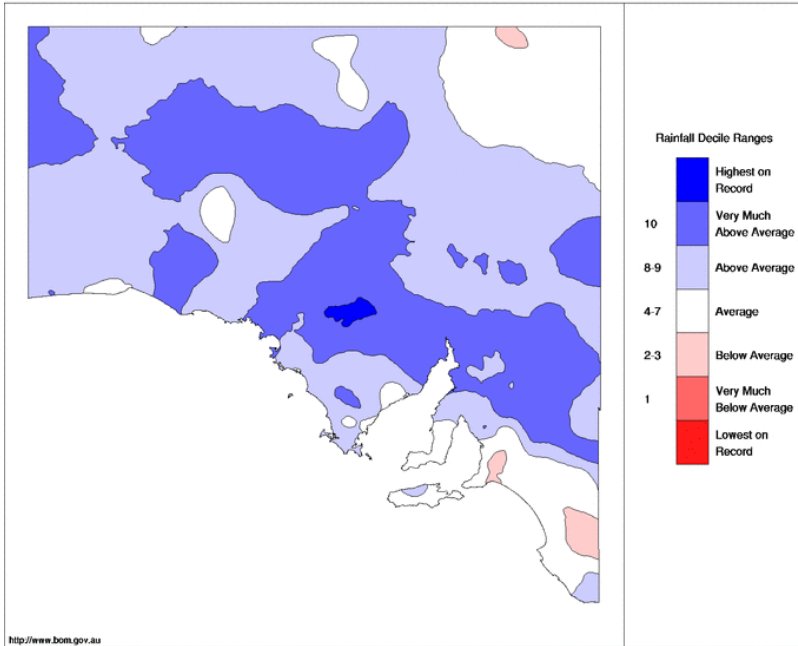 Rainfall Decile Ranges
Highest on
Record
10
Very Much
Above Average
8-9
Above Average
4-7
Average
2-3
Below Average
1
Very Much
Below Average
Lowest on
Record
http://www.bom.gov.au